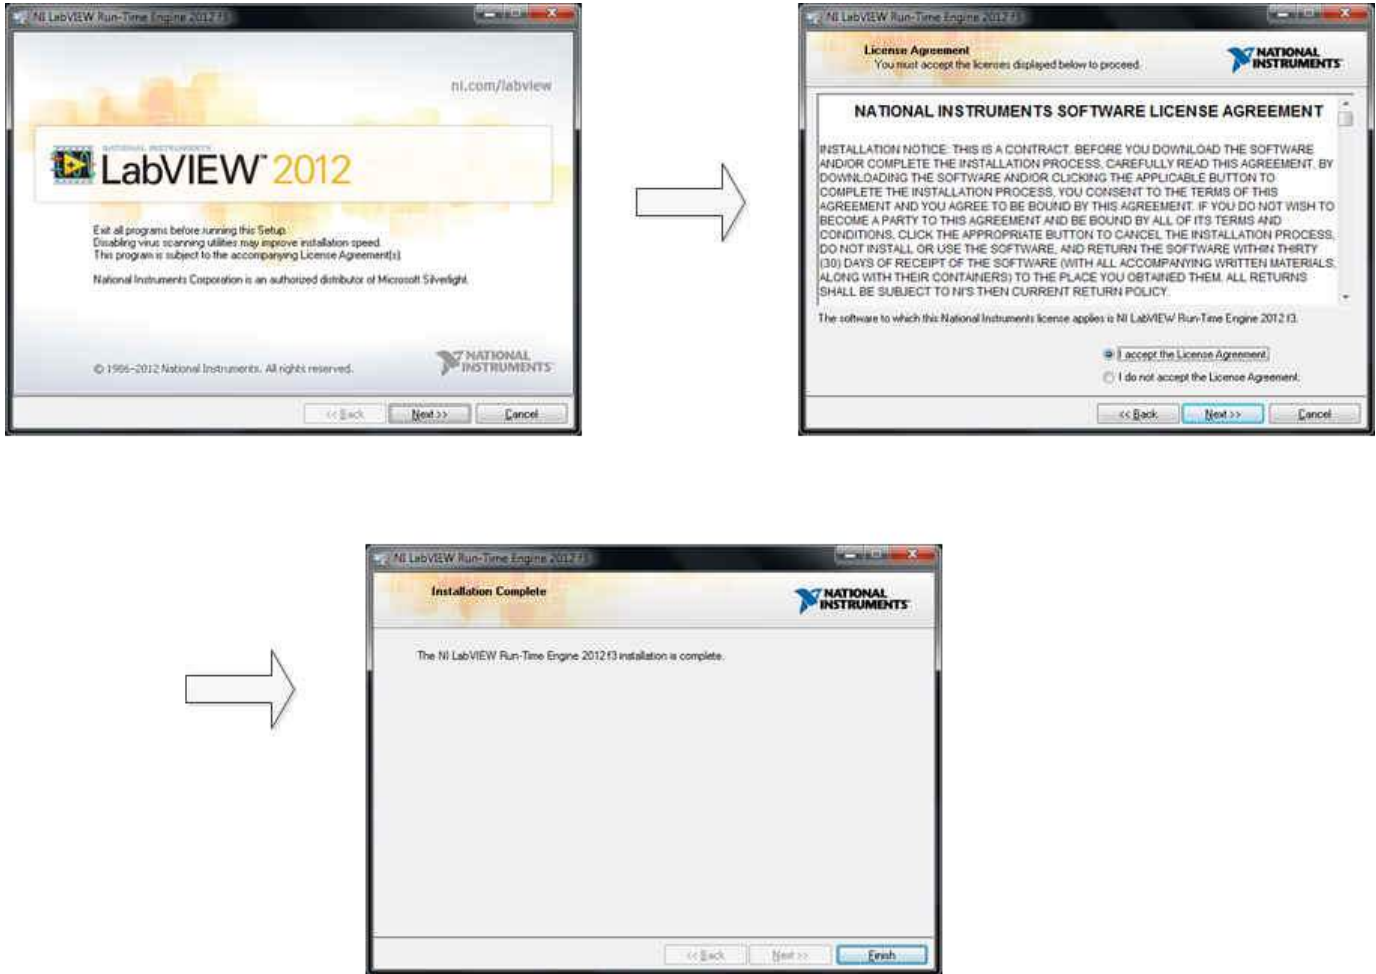 NI LabVIEW Run-Time Engine 2012 f3
ni.com/labview
NATIONAL INSTRUMENTS
LabVIEW™ 2012
Exit all programs before running this Setup.
Disabling virus scanning utilities may improve installation speed.
This program is subject to the accompanying License Agreement(s).
National Instruments Corporation is an authorized distributor of Microsoft Silverlight.
© 1986–2012 National Instruments. All rights reserved.
NATIONAL
INSTRUMENTS
<< Back
Next >>
Cancel
NI LabVIEW Run-Time Engine 2012 f3
License Agreement
You must accept the licenses displayed below to proceed.
NATIONAL
INSTRUMENTS
NATIONAL INSTRUMENTS SOFTWARE LICENSE AGREEMENT
INSTALLATION NOTICE: THIS IS A CONTRACT. BEFORE YOU DOWNLOAD THE SOFTWARE
AND/OR COMPLETE THE INSTALLATION PROCESS, CAREFULLY READ THIS AGREEMENT. BY
DOWNLOADING THE SOFTWARE AND/OR CLICKING THE APPLICABLE BUTTON TO
COMPLETE THE INSTALLATION PROCESS, YOU CONSENT TO THE TERMS OF THIS
AGREEMENT AND YOU AGREE TO BE BOUND BY THIS AGREEMENT. IF YOU DO NOT WISH TO
BECOME A PARTY TO THIS AGREEMENT AND BE BOUND BY ALL OF ITS TERMS AND
CONDITIONS, CLICK THE APPROPRIATE BUTTON TO CANCEL THE INSTALLATION PROCESS,
DO NOT INSTALL OR USE THE SOFTWARE, AND RETURN THE SOFTWARE WITHIN THIRTY
(30) DAYS OF RECEIPT OF THE SOFTWARE (WITH ALL ACCOMPANYING WRITTEN MATERIALS,
ALONG WITH THEIR CONTAINERS) TO THE PLACE YOU OBTAINED THEM. ALL RETURNS
SHALL BE SUBJECT TO NI'S THEN CURRENT RETURN POLICY.
The software to which this National Instruments license applies is NI LabVIEW Run-Time Engine 2012 f3.
I accept the License Agreement.
I do not accept the License Agreement.
<< Back
Next >>
Cancel
NI LabVIEW Run-Time Engine 2012 f3
Installation Complete
NATIONAL
INSTRUMENTS
The NI LabVIEW Run-Time Engine 2012 f3 installation is complete.
<< Back
Next >>
Finish